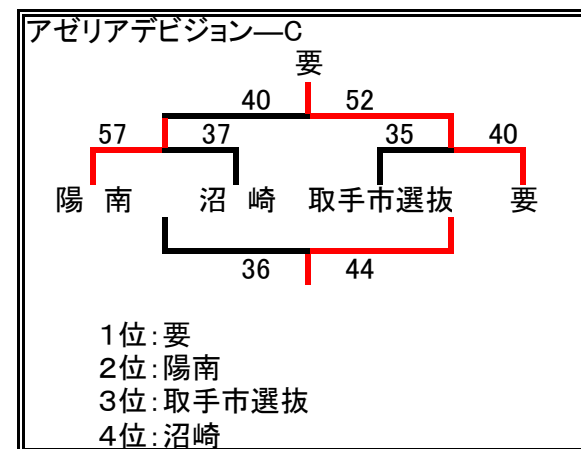 アゼリアデビジョン―C
要
40 52
57 37 35 40
陽 南 沼 崎 取手市選抜 要
36 44
1位:要
2位:陽南
3位:取手市選抜
4位:沼崎